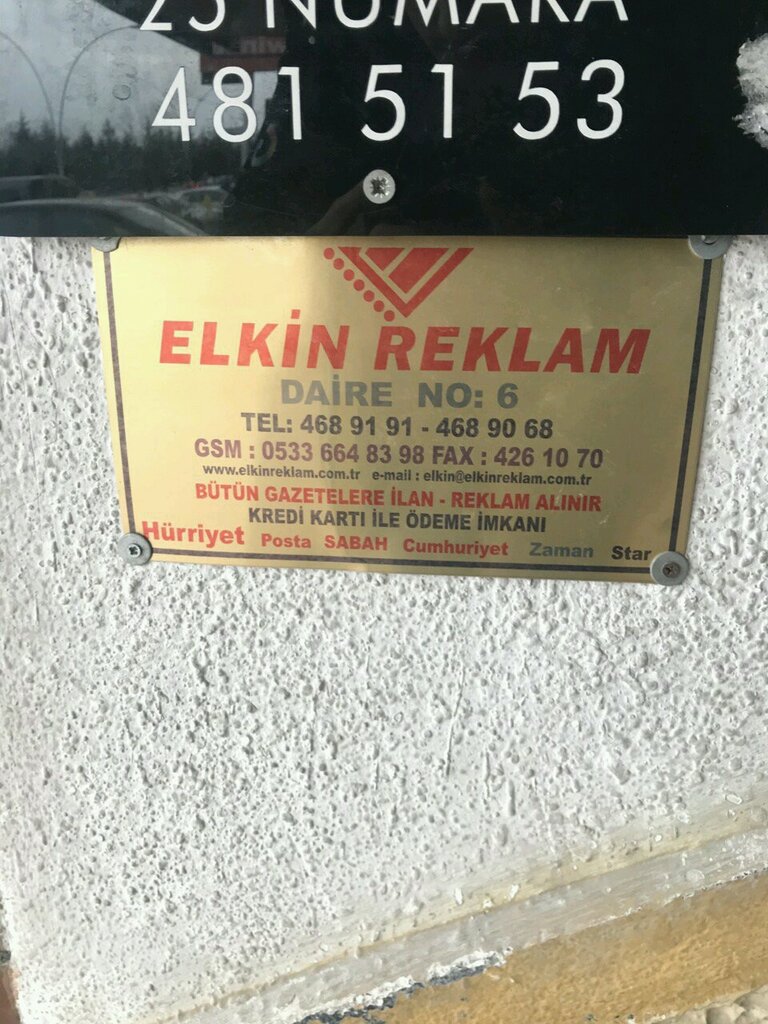 25 NUMARA
481 51 53
ELKİN REKLAM
DAİRE NO: 6
TEL: 468 91 91 - 468 90 68
GSM : 0533 664 83 98 FAX : 426 10 70
www.elkinreklam.com.tr e-mail : elkin@elkinreklam.com.tr
BÜTÜN GAZETELERE İLAN - REKLAM ALINIR
KREDİ KARTI İLE ÖDEME İMKANI
Hürriyet Posta SABAH Cumhuriyet Zaman Star